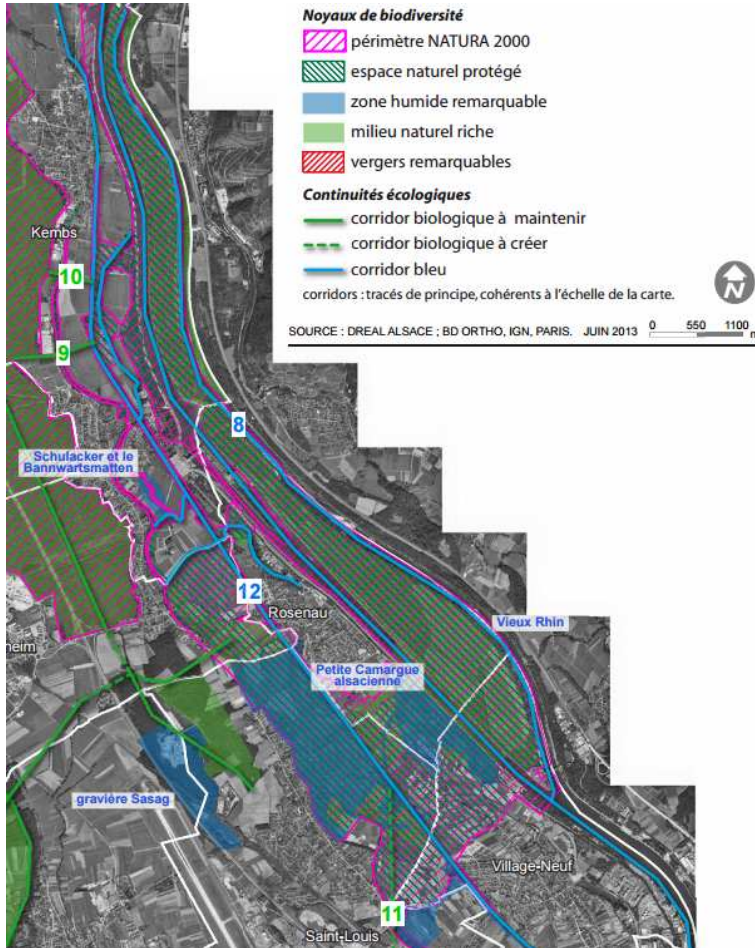 Noyaux de biodiversité
périmètre NATURA 2000
espace naturel protégé
zone humide remarquable
milieu naturel riche
vergers remarquables
Continuités écologiques
corridor biologique à maintenir
corridor biologique à créer
corridor bleu
corridors : tracés de principe, cohérents à l'échelle de la carte.
N
SOURCE : DREAL ALSACE ; BD ORTHO, IGN, PARIS. JUIN 2013
0 550 1100
m
Kembs
10
9
8
Schulacker et le
Bannwartsmatten
12
Rosenau
Vieux Rhin
heim
Petite Camargue
alsacienne
gravière Sasag
Village-Neuf
11
Saint-Louis